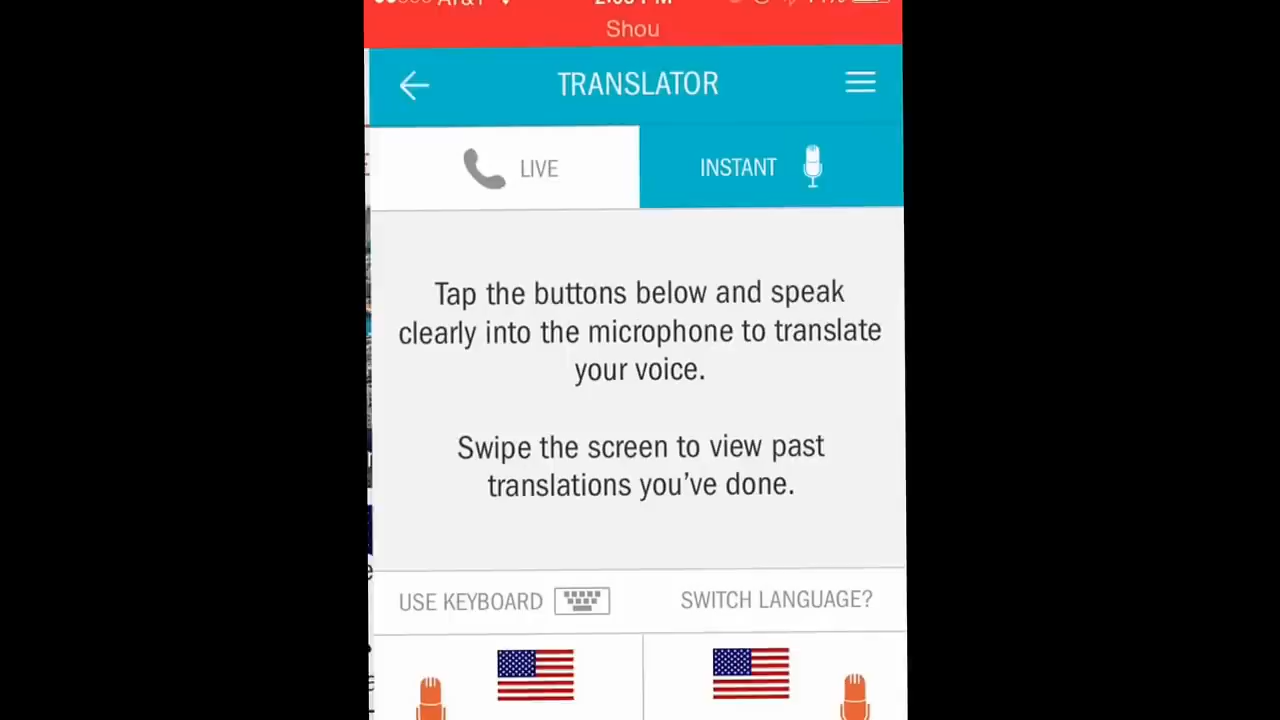 Shou
TRANSLATOR
LIVE
INSTANT
Tap the buttons below and speak
clearly into the microphone to translate
your voice.
Swipe the screen to view past
translations you’ve done.
USE KEYBOARD
SWITCH LANGUAGE?